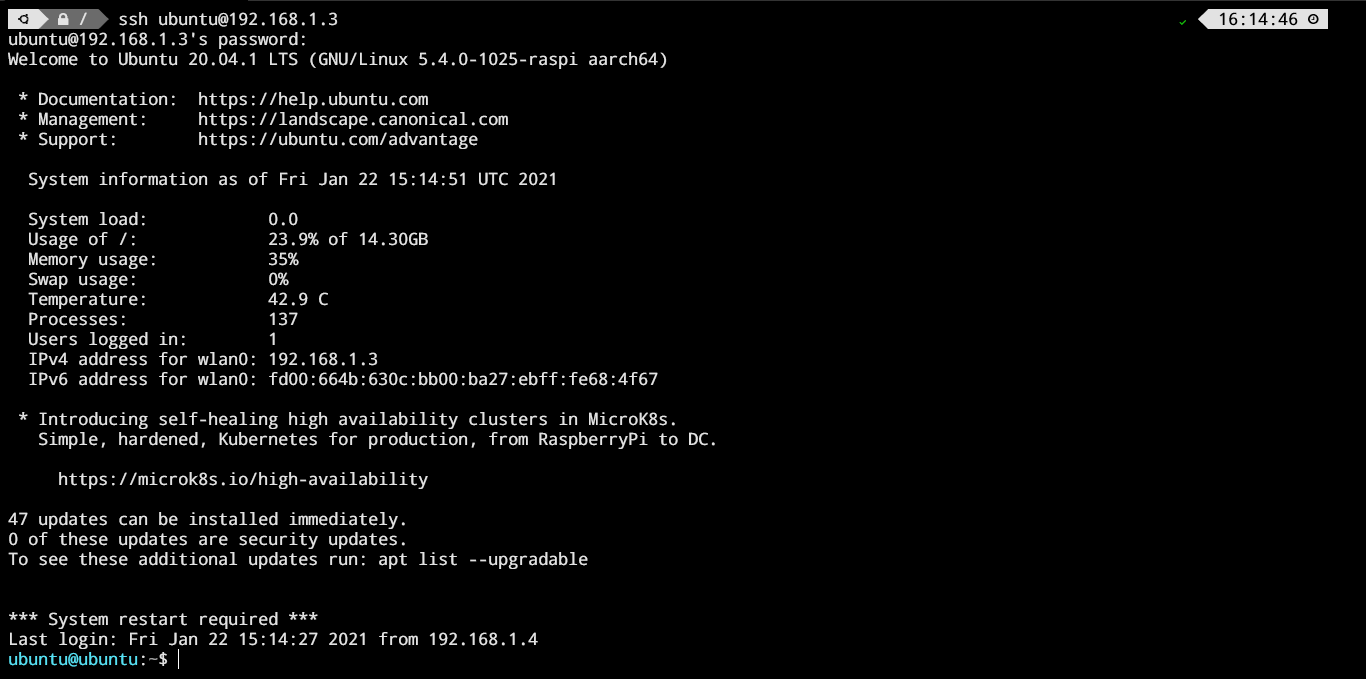 / ssh ubuntu@192.168.1.3 16:14:46
ubuntu@192.168.1.3's password:
Welcome to Ubuntu 20.04.1 LTS (GNU/Linux 5.4.0-1025-raspi aarch64)
* Documentation: https://help.ubuntu.com
* Management: https://landscape.canonical.com
* Support: https://ubuntu.com/advantage
System information as of Fri Jan 22 15:14:51 UTC 2021
System load: 0.0
Usage of /: 23.9% of 14.30GB
Memory usage: 35%
Swap usage: 0%
Temperature: 42.9 C
Processes: 137
Users logged in: 1
IPv4 address for wlan0: 192.168.1.3
IPv6 address for wlan0: fd00:664b:630c:bb00:ba27:ebff:fe68:4f67
* Introducing self-healing high availability clusters in MicroK8s.
Simple, hardened, Kubernetes for production, from RaspberryPi to DC.
https://microk8s.io/high-availability
47 updates can be installed immediately.
0 of these updates are security updates.
To see these additional updates run: apt list --upgradable
*** System restart required ***
Last login: Fri Jan 22 15:14:27 2021 from 192.168.1.4
ubuntu@ubuntu:~$